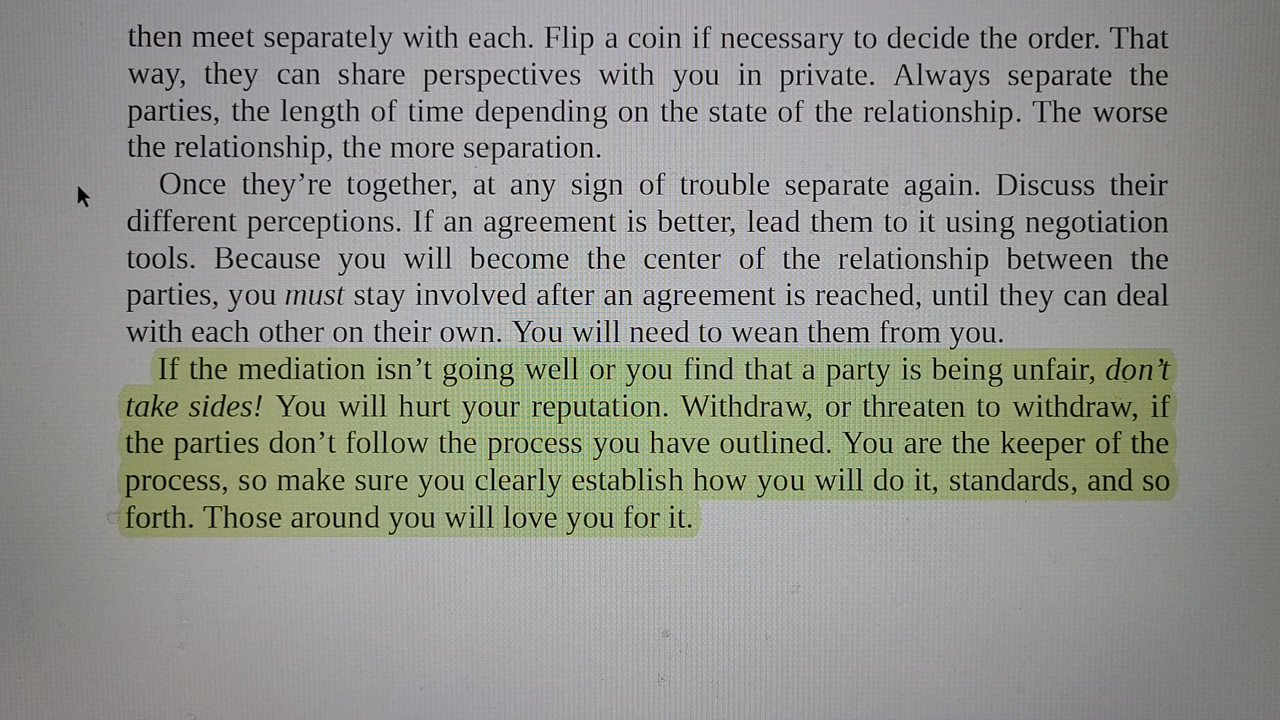 then meet separately with each. Flip a coin if necessary to decide the order. That
way, they can share perspectives with you in private. Always separate the
parties, the length of time depending on the state of the relationship. The worse
the relationship, the more separation.
Once they’re together, at any sign of trouble separate again. Discuss their
different perceptions. If an agreement is better, lead them to it using negotiation
tools. Because you will become the center of the relationship between the
parties, you must stay involved after an agreement is reached, until they can deal
with each other on their own. You will need to wean them from you.
If the mediation isn’t going well or you find that a party is being unfair, don’t
take sides! You will hurt your reputation. Withdraw, or threaten to withdraw, if
the parties don’t follow the process you have outlined. You are the keeper of the
process, so make sure you clearly establish how you will do it, standards, and so
forth. Those around you will love you for it.